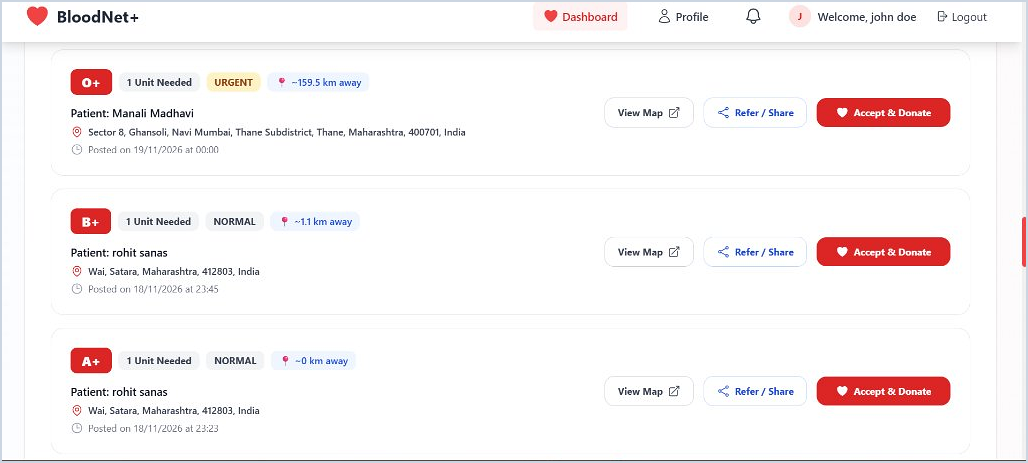 BloodNet+
Dashboard
Profile
J
Welcome, john doe
Logout
O+ 1 Unit Needed URGENT ~159.5 km away
Patient: Manali Madhavi
Sector 8, Ghansoli, Navi Mumbai, Thane Subdistrict, Thane, Maharashtra, 400701, India
Posted on 19/11/2026 at 00:00
View Map
Refer / Share
Accept & Donate
B+ 1 Unit Needed NORMAL ~1.1 km away
Patient: rohit sanas
Wai, Satara, Maharashtra, 412803, India
Posted on 18/11/2026 at 23:45
View Map
Refer / Share
Accept & Donate
A+ 1 Unit Needed NORMAL ~0 km away
Patient: rohit sanas
Wai, Satara, Maharashtra, 412803, India
Posted on 18/11/2026 at 23:23
View Map
Refer / Share
Accept & Donate